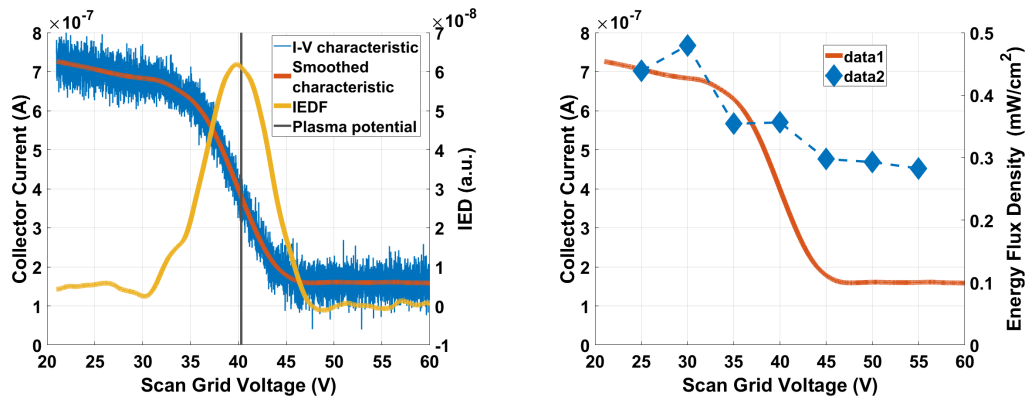 ×10⁻⁷
×10⁻⁸
8
7
6
5
4
3
2
1
0
Collector Current (A)
7
6
5
4
3
2
1
0
-1
IED (a.u.)
I-V characteristic
Smoothed
characteristic
IEDF
Plasma potential
20 25 30 35 40 45 50 55 60
Scan Grid Voltage (V)
×10⁻⁷
8
7
6
5
4
3
2
1
0
Collector Current (A)
0.5
0.4
0.3
0.2
0.1
0
Energy Flux Density (mW/cm²)
data1
data2
20 25 30 35 40 45 50 55 60
Scan Grid Voltage (V)